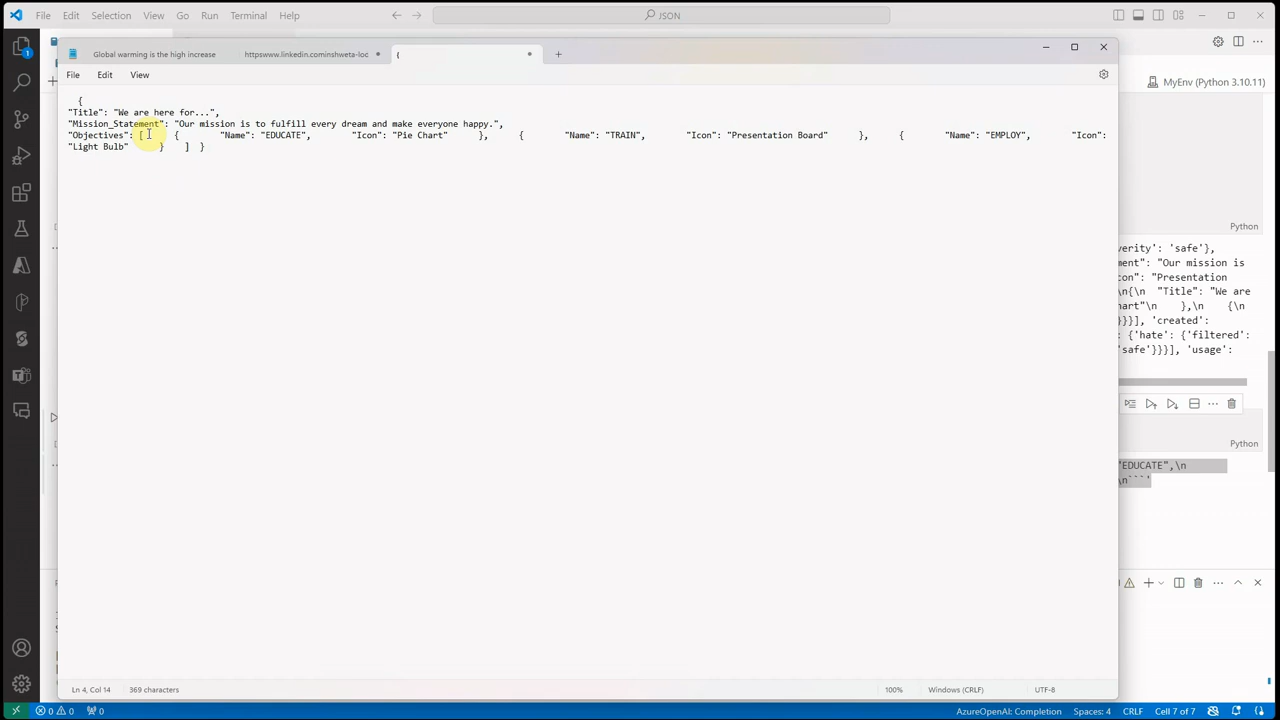 File Edit Selection View Go Run Terminal Help
JSON
1
Global warming is the high increase
httpswww.linkedin.cominshweta-loc
{
File Edit View
MyEnv (Python 3.10.11)
{
"Title": "We are here for...",
"Mission_Statement": "Our mission is to fulfill every dream and make everyone happy.",
"Objectives": [ { "Name": "EDUCATE", "Icon": "Pie Chart" }, { "Name": "TRAIN", "Icon": "Presentation Board" }, { "Name": "EMPLOY", "Icon":
"Light Bulb" } ] }
Python
verity': 'safe'},
ment": "Our mission is
con": "Presentation
\n{\n "Title": "We are
hart"\n },\n {\n
}}}], 'created':
: {'hate': {'filtered':
'safe'}}}], 'usage':
Python
"EDUCATE",\n
\n```'
Ln 4, Col 14 369 characters 100% Windows (CRLF) UTF-8
0 0 0 AzureOpenAI: Completion Spaces: 4 CRLF Cell 7 of 7